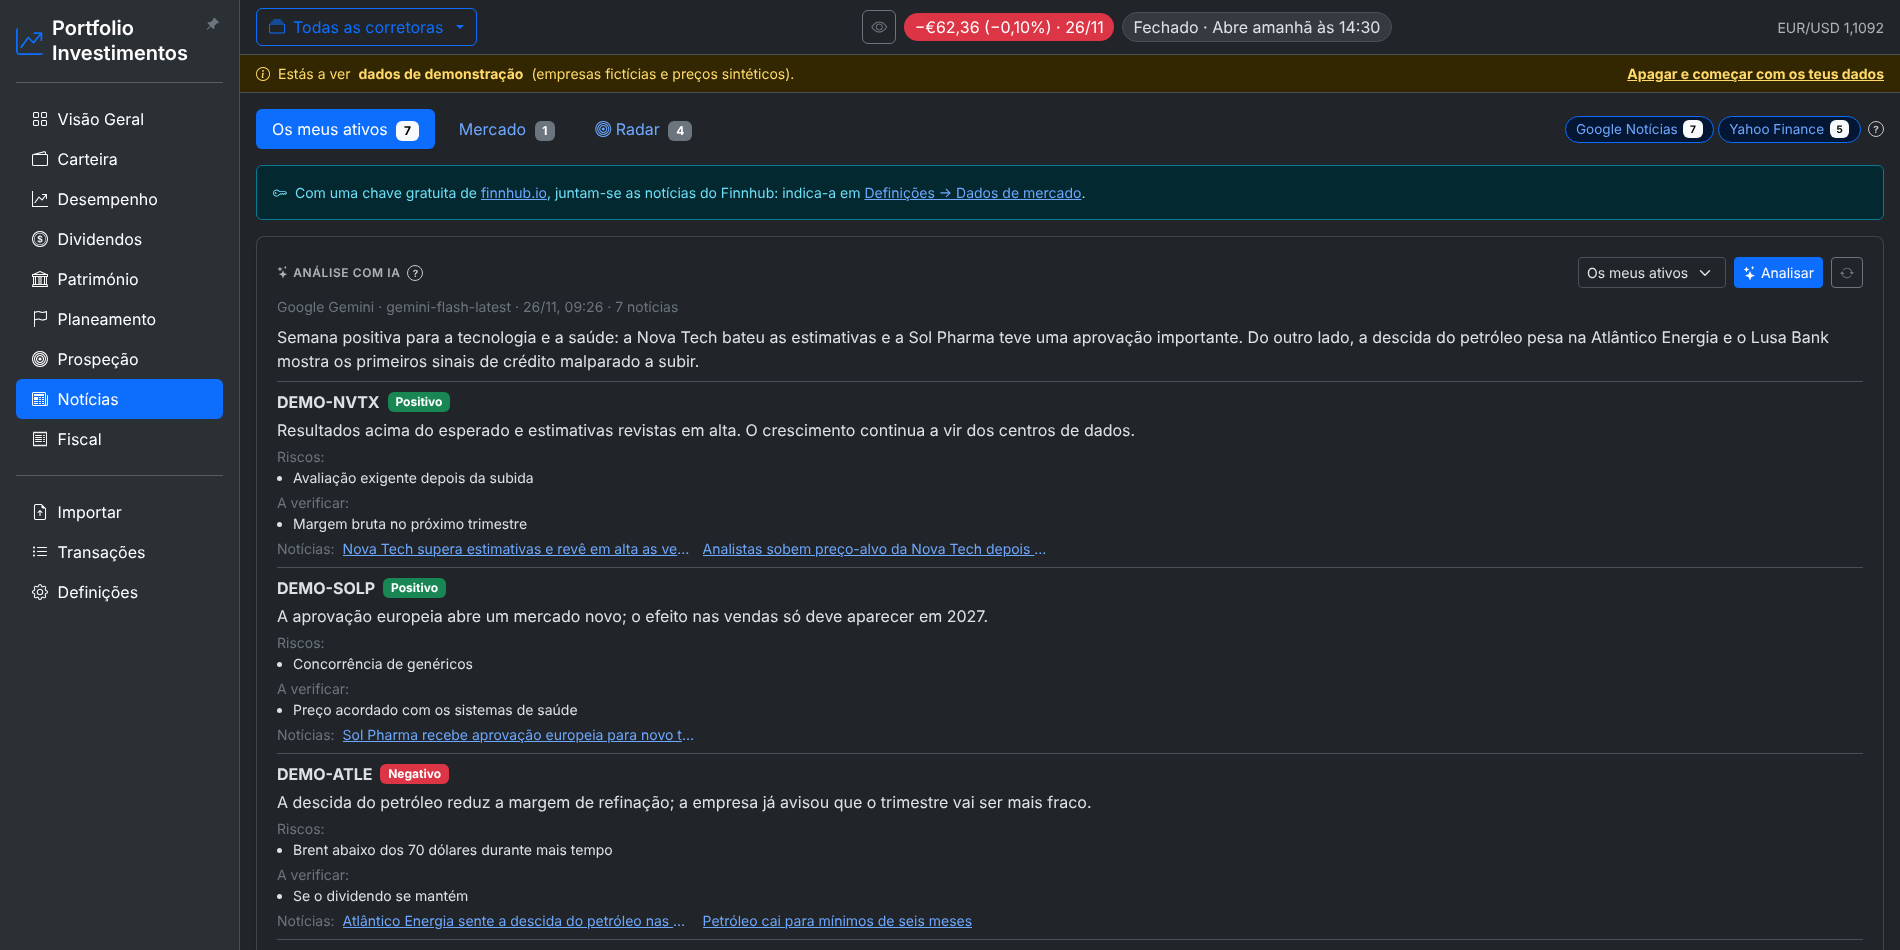 Portfolio
Investimentos
Todas as corretoras
−€62,36 (−0,10%) · 26/11
Fechado · Abre amanhã às 14:30
EUR/USD 1,1092
Estás a ver dados de demonstração (empresas fictícias e preços sintéticos).
Apagar e começar com os teus dados
Visão Geral
Carteira
Desempenho
Dividendos
Património
Planeamento
Prospeção
Notícias
Fiscal
Importar
Transações
Definições
Os meus ativos 7
Mercado 1
Radar 4
Google Notícias 7
Yahoo Finance 5
?
Com uma chave gratuita de finnhub.io, juntam-se as notícias do Finnhub: indica-a em Definições → Dados de mercado.
ANÁLISE COM IA ?
Os meus ativos
Analisar
Google Gemini · gemini-flash-latest · 26/11, 09:26 · 7 notícias
Semana positiva para a tecnologia e a saúde: a Nova Tech bateu as estimativas e a Sol Pharma teve uma aprovação importante. Do outro lado, a descida do petróleo pesa na Atlântico Energia e o Lusa Bank
mostra os primeiros sinais de crédito malparado a subir.
DEMO-NVTX Positivo
Resultados acima do esperado e estimativas revistas em alta. O crescimento continua a vir dos centros de dados.
Riscos:
• Avaliação exigente depois da subida
A verificar:
• Margem bruta no próximo trimestre
Notícias: Nova Tech supera estimativas e revê em alta as ve... Analistas sobem preço-alvo da Nova Tech depois ...
DEMO-SOLP Positivo
A aprovação europeia abre um mercado novo; o efeito nas vendas só deve aparecer em 2027.
Riscos:
• Concorrência de genéricos
A verificar:
• Preço acordado com os sistemas de saúde
Notícias: Sol Pharma recebe aprovação europeia para novo t...
DEMO-ATLE Negativo
A descida do petróleo reduz a margem de refinação; a empresa já avisou que o trimestre vai ser mais fraco.
Riscos:
• Brent abaixo dos 70 dólares durante mais tempo
A verificar:
• Se o dividendo se mantém
Notícias: Atlântico Energia sente a descida do petróleo nas ... Petróleo cai para mínimos de seis meses